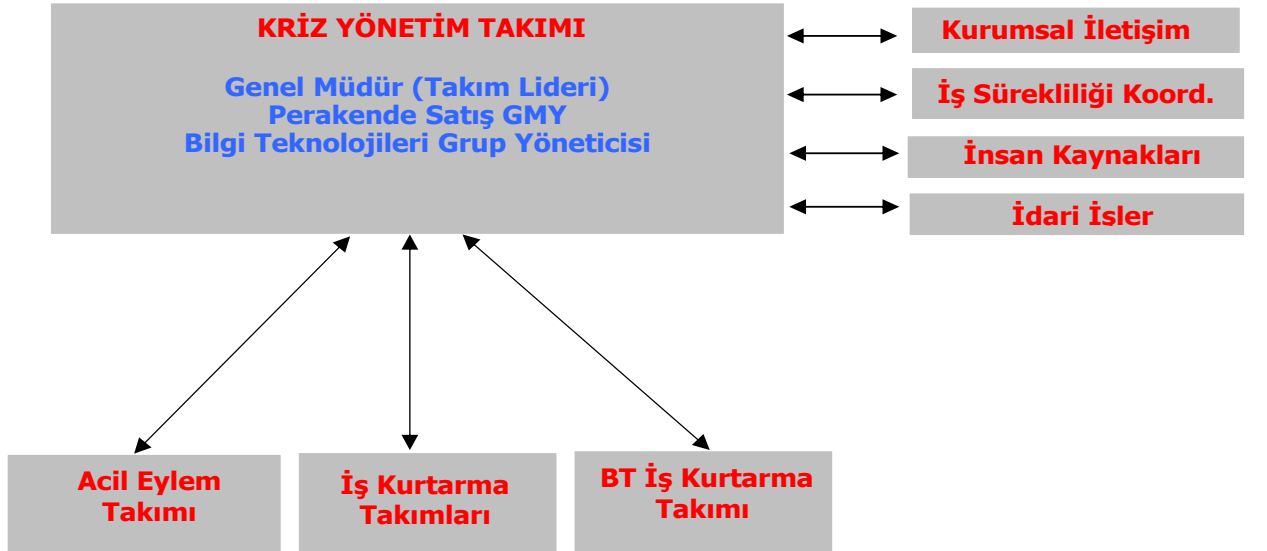 KRİZ YÖNETİM TAKIMI
Genel Müdür (Takım Lideri)
Perakende Satış GMY
Bilgi Teknolojileri Grup Yöneticisi
Kurumsal İletişim
İş Sürekliliği Koord.
İnsan Kaynakları
İdari İşler
Acil Eylem
Takımı
İş Kurtarma
Takımları
BT İş Kurtarma
Takımı